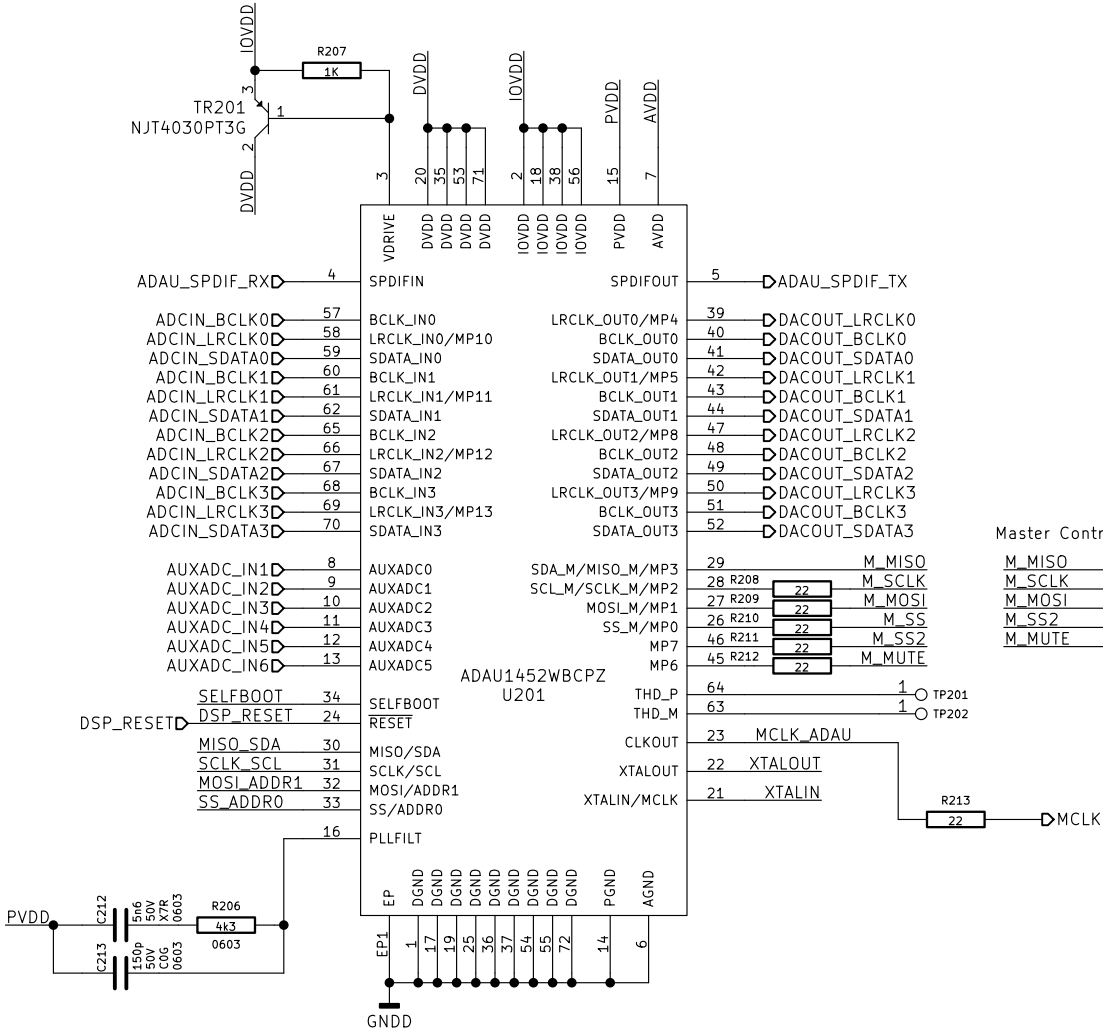 IOVDD
R207
1K
3
TR201
NJT4030PT3G
1
2
DVDD
DVDD
IOVDD
PVDD
AVDD
3
20
35
53
71
2
18
38
56
15
7
VDRIVE
DVDD
DVDD
DVDD
DVDD
IOVDD
IOVDD
IOVDD
IOVDD
PVDD
AVDD
ADAU_SPDIF_RX 4 SPDIFIN
ADCIN_BCLK0 57 BCLK_IN0
ADCIN_LRCLK0 58 LRCLK_IN0/MP10
ADCIN_SDATA0 59 SDATA_IN0
ADCIN_BCLK1 60 BCLK_IN1
ADCIN_LRCLK1 61 LRCLK_IN1/MP11
ADCIN_SDATA1 62 SDATA_IN1
ADCIN_BCLK2 65 BCLK_IN2
ADCIN_LRCLK2 66 LRCLK_IN2/MP12
ADCIN_SDATA2 67 SDATA_IN2
ADCIN_BCLK3 68 BCLK_IN3
ADCIN_LRCLK3 69 LRCLK_IN3/MP13
ADCIN_SDATA3 70 SDATA_IN3
AUXADC_IN1 8 AUXADC0
AUXADC_IN2 9 AUXADC1
AUXADC_IN3 10 AUXADC2
AUXADC_IN4 11 AUXADC3
AUXADC_IN5 12 AUXADC4
AUXADC_IN6 13 AUXADC5
SELFBOOT 34 SELFBOOT
DSP_RESET DSP_RESET 24 RESET
MISO_SDA 30 MISO/SDA
SCLK_SCL 31 SCLK/SCL
MOSI_ADDR1 32 MOSI/ADDR1
SS_ADDR0 33 SS/ADDR0
16 PLLFILT
ADAU1452WBCPZ
U201
SPDIFOUT 5 ADAU_SPDIF_TX
LRCLK_OUT0/MP4 39 DACOUT_LRCLK0
BCLK_OUT0 40 DACOUT_BCLK0
SDATA_OUT0 41 DACOUT_SDATA0
LRCLK_OUT1/MP5 42 DACOUT_LRCLK1
BCLK_OUT1 43 DACOUT_BCLK1
SDATA_OUT1 44 DACOUT_SDATA1
LRCLK_OUT2/MP8 47 DACOUT_LRCLK2
BCLK_OUT2 48 DACOUT_BCLK2
SDATA_OUT2 49 DACOUT_SDATA2
LRCLK_OUT3/MP9 50 DACOUT_LRCLK3
BCLK_OUT3 51 DACOUT_BCLK3
SDATA_OUT3 52 DACOUT_SDATA3
SDA_M/MISO_M/MP3 29 M_MISO
SCL_M/SCLK_M/MP2 28 R208 22 M_SCLK
MOSI_M/MP1 27 R209 22 M_MOSI
SS_M/MP0 26 R210 22 M_SS
MP7 46 R211 22 M_SS2
MP6 45 R212 22 M_MUTE
THD_P 64 1 TP201
THD_M 63 1 TP202
CLKOUT 23 MCLK_ADAU
XTALOUT 22 XTALOUT
XTALIN/MCLK 21 XTALIN
R213
22
MCLK
Master Contr
M_MISO
M_SCLK
M_MOSI
M_SS2
M_MUTE
PVDD
C212
5n6
50V
X7R
0603
R206
4k3
0603
C213
150p
50V
C0G
0603
EP
DGND
DGND
DGND
DGND
DGND
DGND
DGND
DGND
DGND
PGND
AGND
EP1
1
17
19
25
36
37
54
55
72
14
6
GNDD